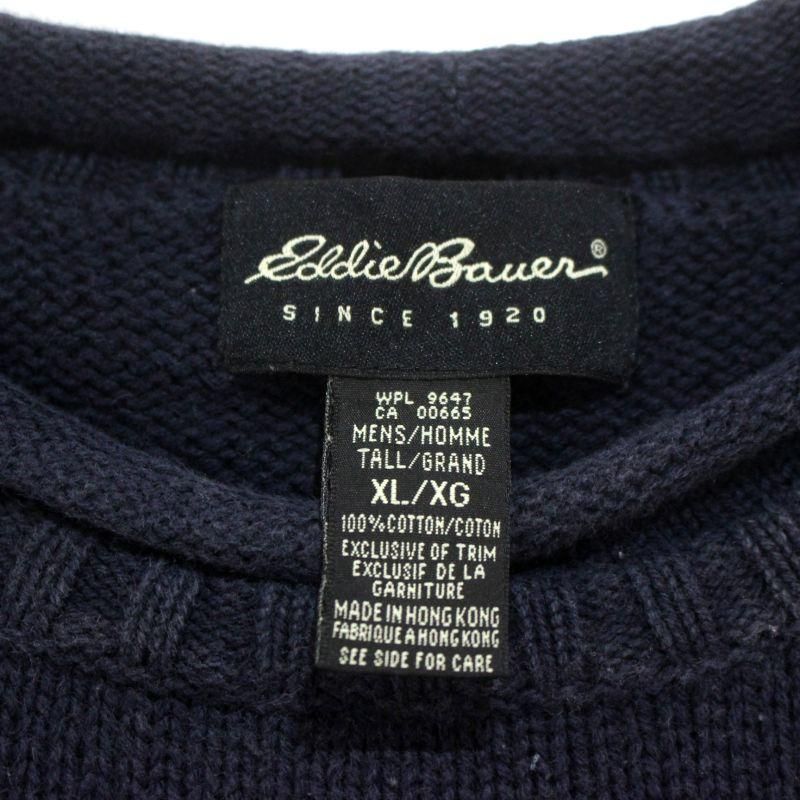 Eddie Bauer®
SINCE 1920
WPL 9647
CA 00665
MENS/HOMME
TALL/GRAND
XL/XG
100% COTTON/COTON
EXCLUSIVE OF TRIM
EXCLUSIF DE LA
GARNITURE
MADE IN HONG KONG
FABRIQUE A HONG KONG
SEE SIDE FOR CARE